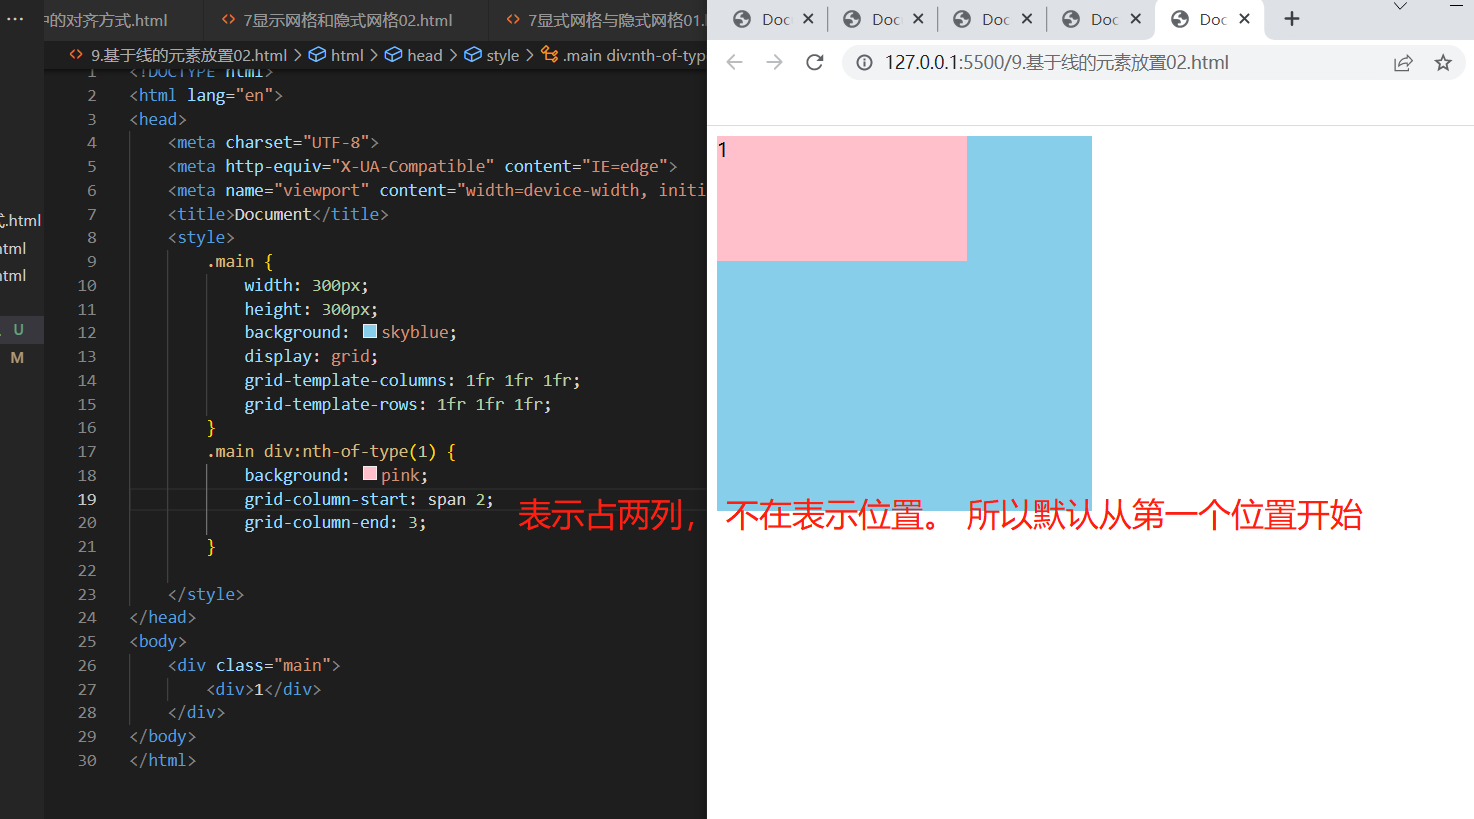 中的对齐方式.html
7显示网格和隐式网格02.html
7显式网格与隐式网格01.
9.基于线的元素放置02.html
html
head
style
.main div:nth-of-typ
.html
html
html
U
M
1 <!DOCTYPE html>
2 <html lang="en">
3 <head>
4 <meta charset="UTF-8">
5 <meta http-equiv="X-UA-Compatible" content="IE=edge">
6 <meta name="viewport" content="width=device-width, initi
7 <title>Document</title>
8 <style>
9 .main {
10 width: 300px;
11 height: 300px;
12 background: skyblue;
13 display: grid;
14 grid-template-columns: 1fr 1fr 1fr;
15 grid-template-rows: 1fr 1fr 1fr;
16 }
17 .main div:nth-of-type(1) {
18 background: pink;
19 grid-column-start: span 2;
20 grid-column-end: 3;
21 }
22
23 </style>
24 </head>
25 <body>
26 <div class="main">
27 <div>1</div>
28 </div>
29 </body>
30 </html>
Doc
Doc
Doc
Doc
Doc
127.0.0.1:5500/9.基于线的元素放置02.html
1
表示占两列， 不在表示位置。 所以默认从第一个位置开始